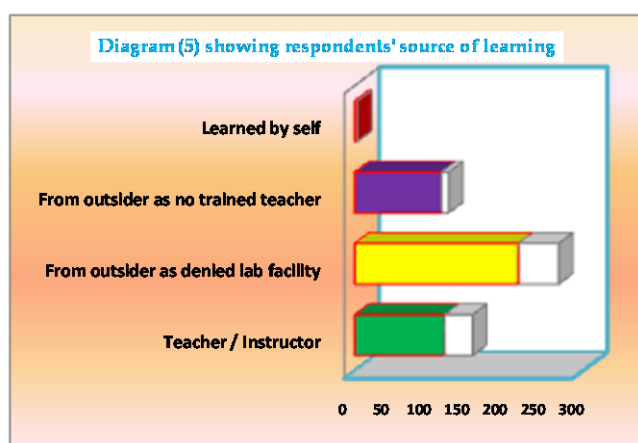 Diagram (5) showing respondents' source of learning
Learned by self
From outsider as no trained teacher
From outsider as denied lab facility
Teacher / Instructor
0 50 100 150 200 250 300